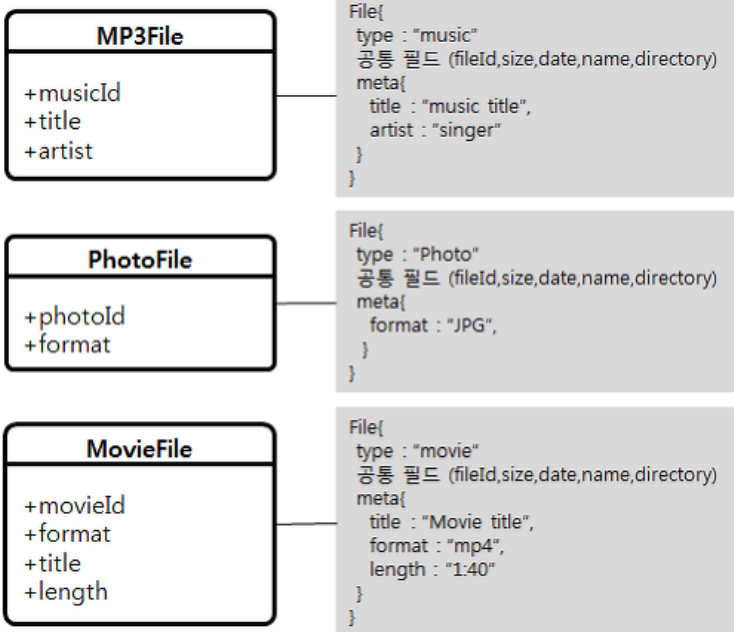 MP3File
+musicId
+title
+artist
File{
type : "music"
공통 필드 (fileId,size,date,name,directory)
meta{
title : "music title",
artist : "singer"
}
}
PhotoFile
+photoId
+format
File{
type : "Photo"
공통 필드 (fileId,size,date,name,directory)
meta{
format : "JPG",
}
}
MovieFile
+movieId
+format
+title
+length
File{
type : "movie"
공통 필드 (fileId,size,date,name,directory)
meta{
title : "Movie title",
format : "mp4",
length : "1:40"
}
}